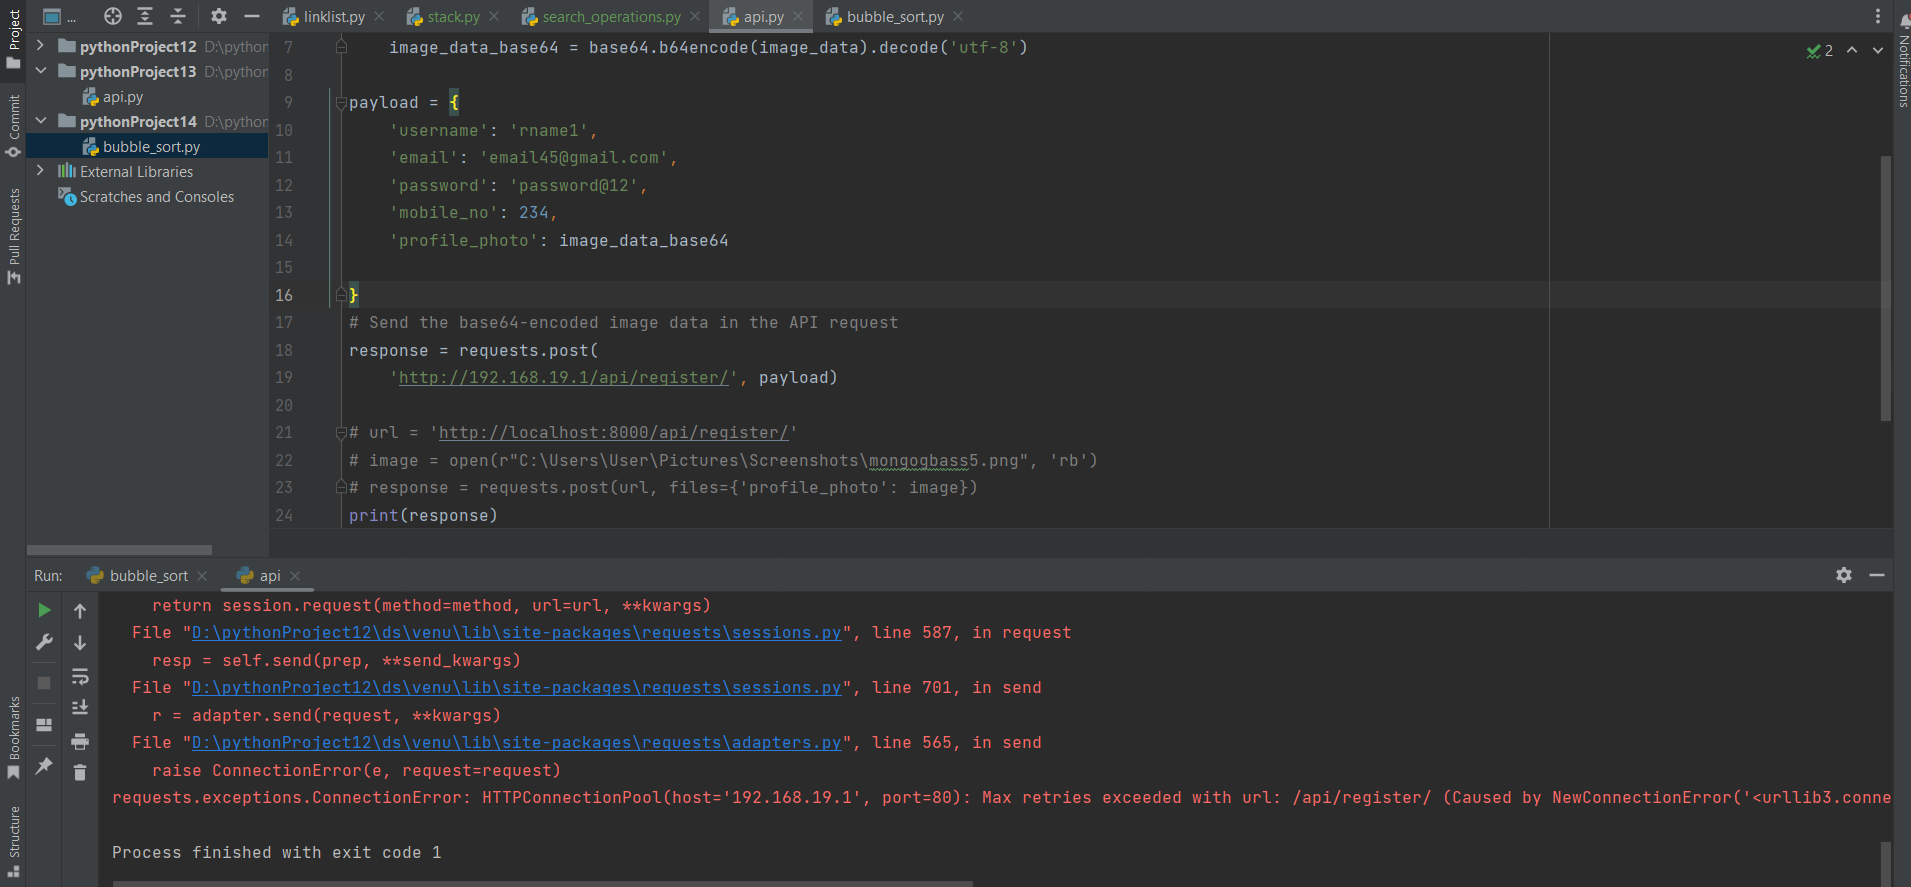 Project
Commit
Pull Requests
Bookmarks
Structure
Notifications
...
linklist.py
stack.py
search_operations.py
api.py
bubble_sort.py
pythonProject12 D:\python
pythonProject13 D:\python
api.py
pythonProject14 D:\python
bubble_sort.py
External Libraries
Scratches and Consoles
2
7 image_data_base64 = base64.b64encode(image_data).decode('utf-8')
8
9 payload = {
10 'username': 'rname1',
11 'email': 'email45@gmail.com',
12 'password': 'password@12',
13 'mobile_no': 234,
14 'profile_photo': image_data_base64
15
16 }
17 # Send the base64-encoded image data in the API request
18 response = requests.post(
19 'http://192.168.19.1/api/register/', payload)
20
21 # url = 'http://localhost:8000/api/register/'
22 # image = open(r"C:\Users\User\Pictures\Screenshots\mongogbass5.png", 'rb')
23 # response = requests.post(url, files={'profile_photo': image})
24 print(response)
Run: bubble_sort api
return session.request(method=method, url=url, **kwargs)
File "D:\pythonProject12\ds\venu\lib\site-packages\requests\sessions.py", line 587, in request
resp = self.send(prep, **send_kwargs)
File "D:\pythonProject12\ds\venu\lib\site-packages\requests\sessions.py", line 701, in send
r = adapter.send(request, **kwargs)
File "D:\pythonProject12\ds\venu\lib\site-packages\requests\adapters.py", line 565, in send
raise ConnectionError(e, request=request)
requests.exceptions.ConnectionError: HTTPConnectionPool(host='192.168.19.1', port=80): Max retries exceeded with url: /api/register/ (Caused by NewConnectionError('<urllib3.conne
Process finished with exit code 1